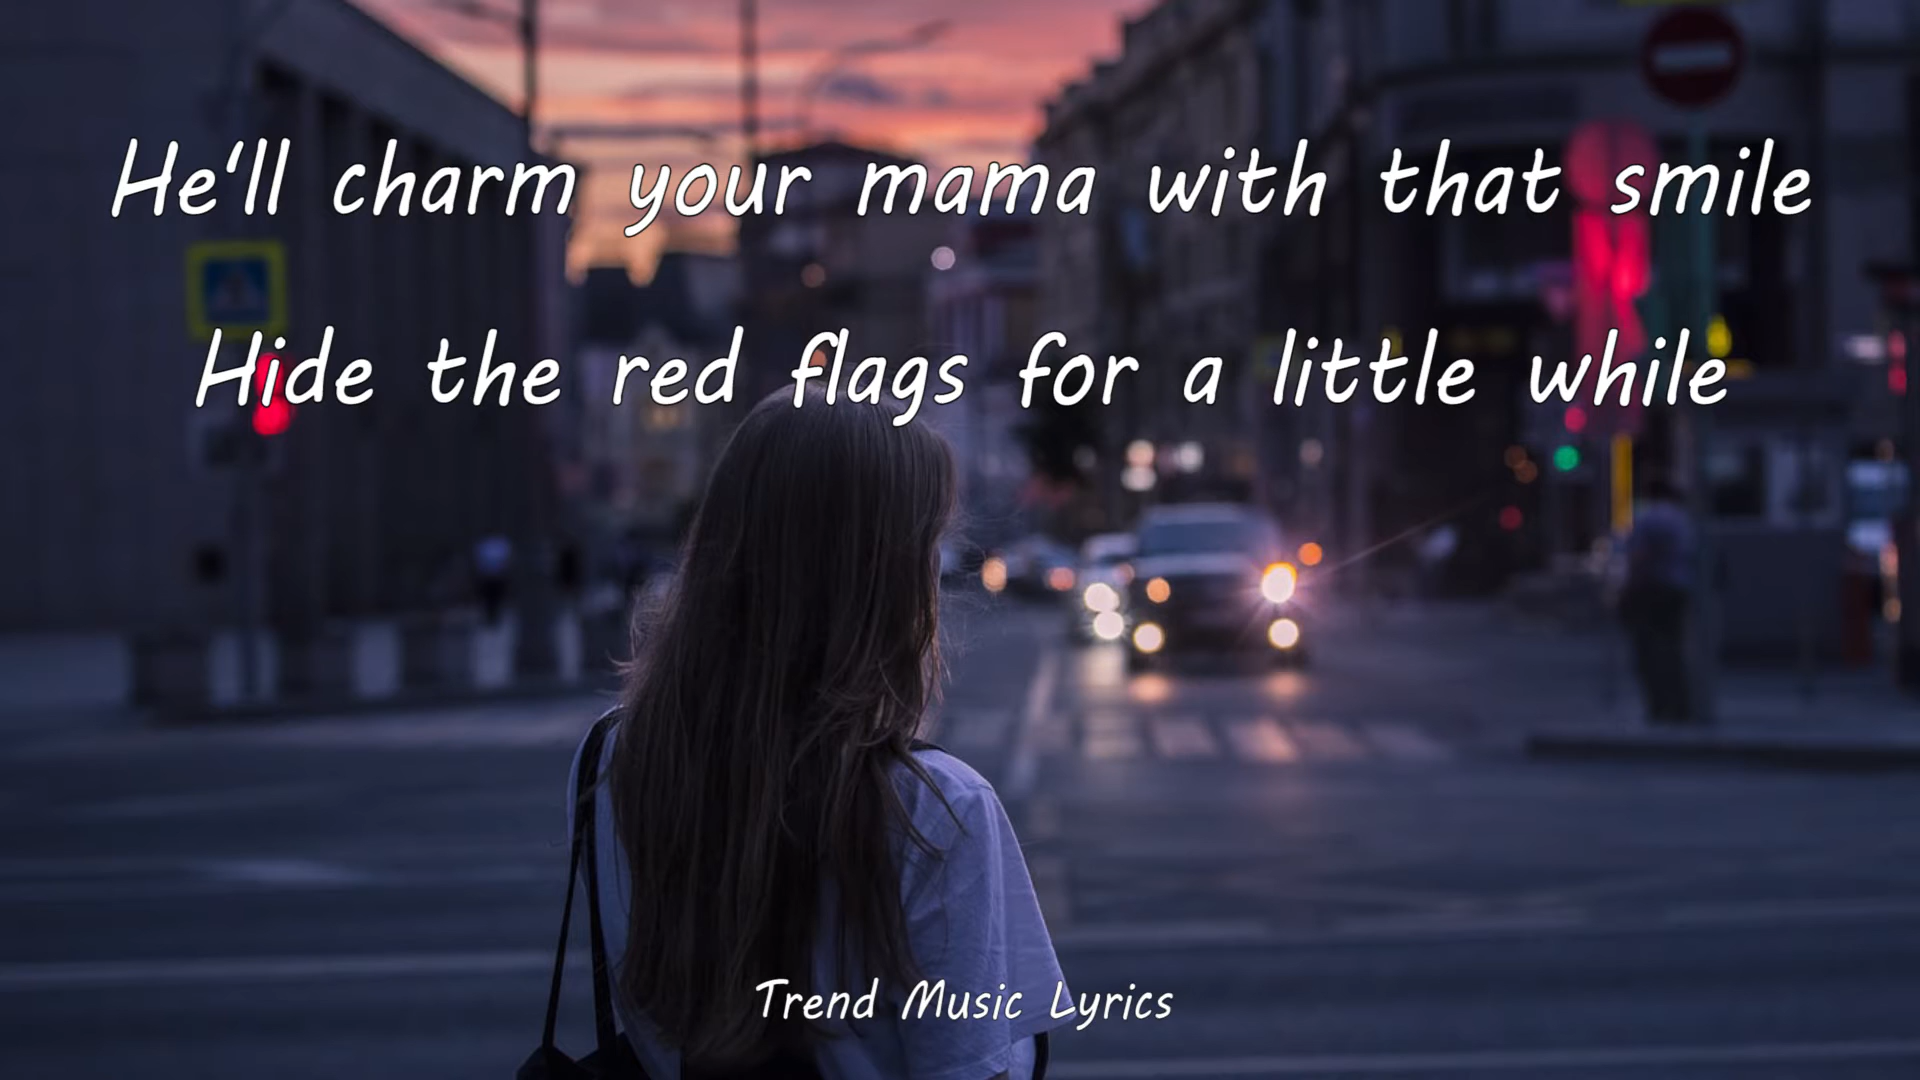 He'll charm your mama with that smile
Hide the red flags for a little while
Trend Music Lyrics